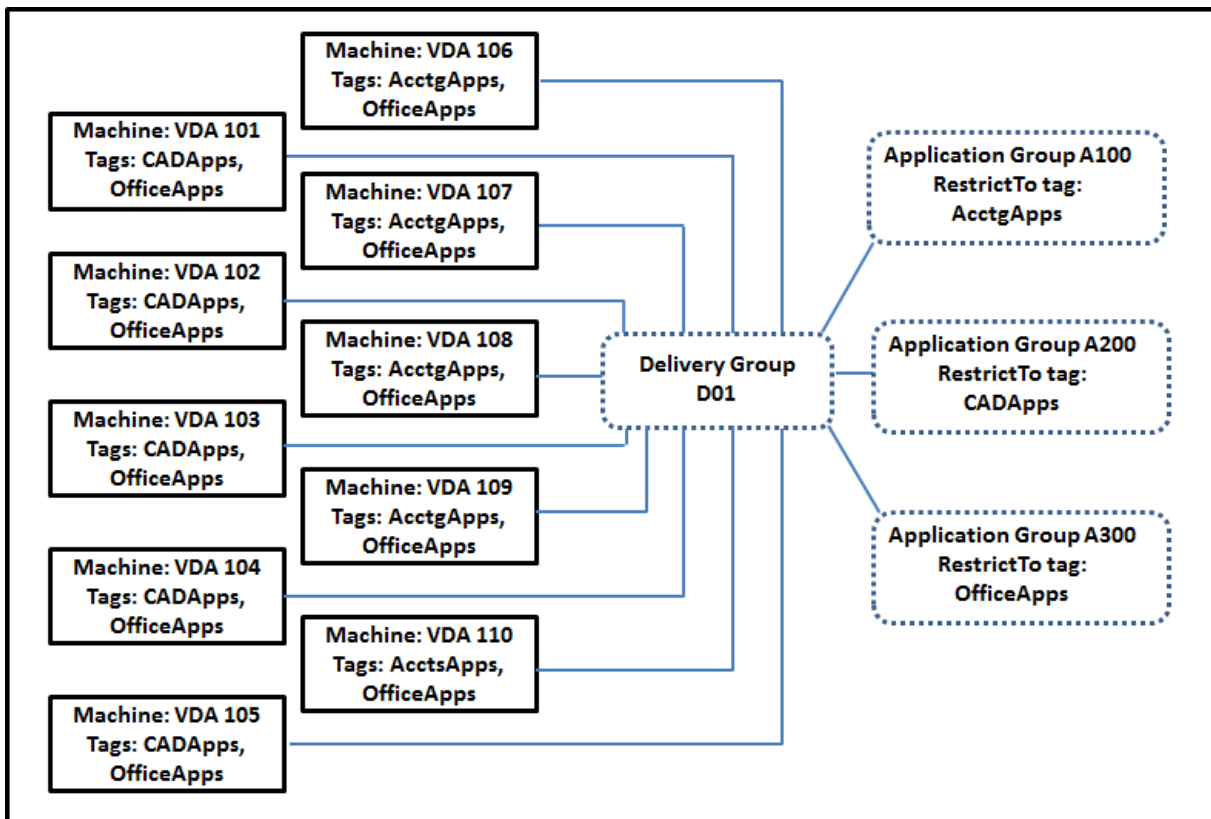 Machine: VDA 106
Tags: AcctgApps,
OfficeApps
Machine: VDA 101
Tags: CADApps,
OfficeApps
Machine: VDA 107
Tags: AcctgApps,
OfficeApps
Machine: VDA 102
Tags: CADApps,
OfficeApps
Machine: VDA 108
Tags: AcctgApps,
OfficeApps
Machine: VDA 103
Tags: CADApps,
OfficeApps
Machine: VDA 109
Tags: AcctgApps,
OfficeApps
Machine: VDA 104
Tags: CADApps,
OfficeApps
Machine: VDA 110
Tags: AcctsApps,
OfficeApps
Machine: VDA 105
Tags: CADApps,
OfficeApps
Delivery Group
D01
Application Group A100
RestrictTo tag:
AcctgApps
Application Group A200
RestrictTo tag:
CADApps
Application Group A300
RestrictTo tag:
OfficeApps